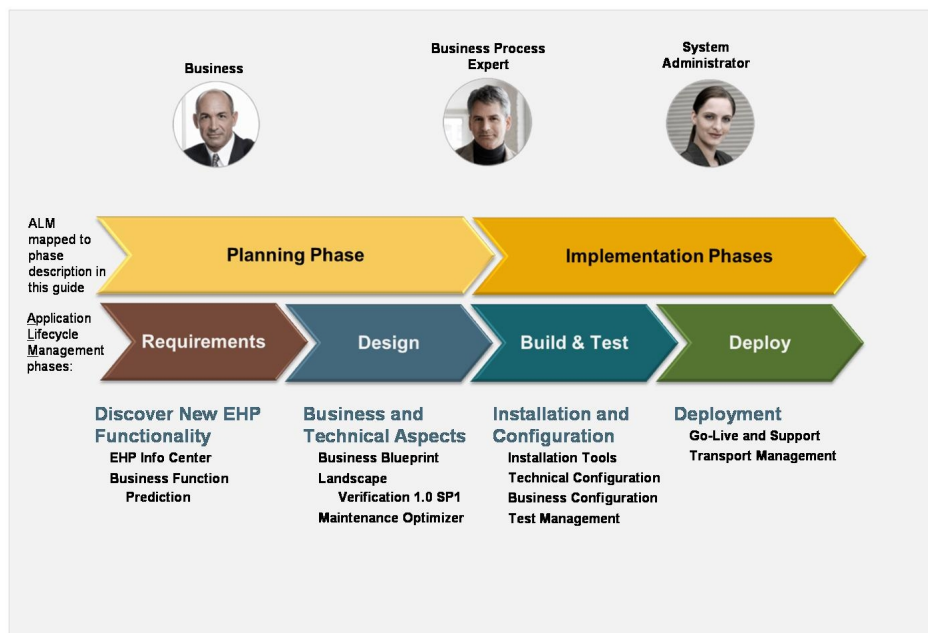 Business
Business Process
Expert
System
Administrator
ALM
mapped to
phase
description in
this guide
Planning Phase
Implementation Phases
Application
Lifecycle
Management
phases:
Requirements
Design
Build & Test
Deploy
Discover New EHP
Functionality
EHP Info Center
Business Function
Prediction
Business and
Technical Aspects
Business Blueprint
Landscape
Verification 1.0 SP1
Maintenance Optimizer
Installation and
Configuration
Installation Tools
Technical Configuration
Business Configuration
Test Management
Deployment
Go-Live and Support
Transport Management